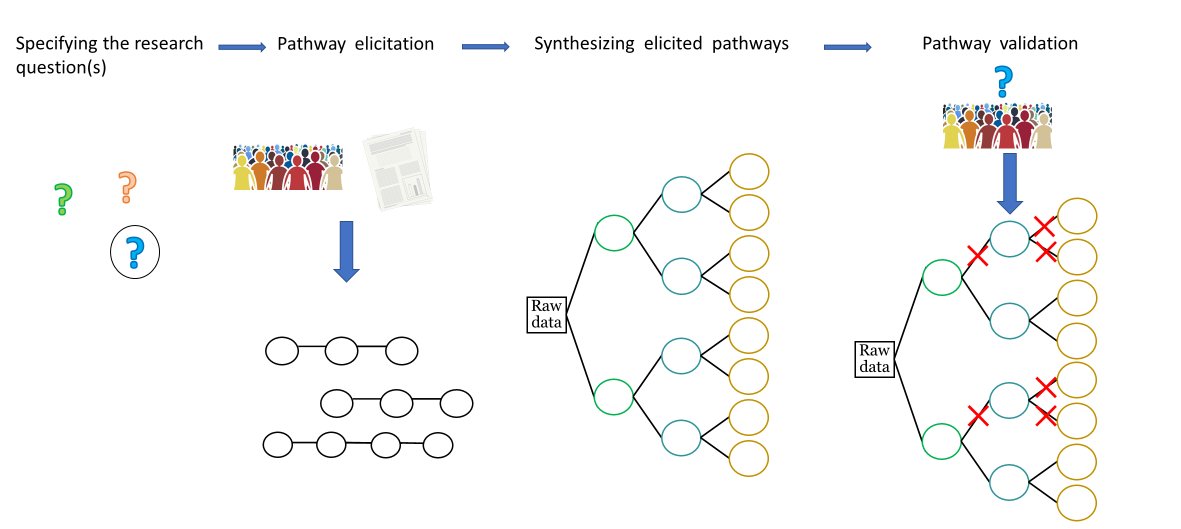 Specifying the research
question(s)
Pathway elicitation
Synthesizing elicited pathways
Pathway validation
?
?
?
?
Raw
data
Raw
data